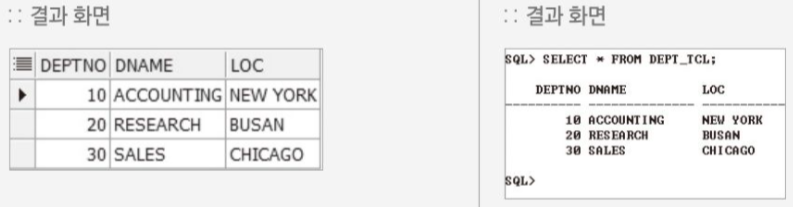 :: 결과 화면
DEPTNO DNAME LOC
10 ACCOUNTING NEW YORK
20 RESEARCH BUSAN
30 SALES CHICAGO
:: 결과 화면
SQL> SELECT * FROM DEPT_TCL;
DEPTNO DNAME LOC
---------- -------------- -------------
10 ACCOUNTING NEW YORK
20 RESEARCH BUSAN
30 SALES CHICAGO
SQL>